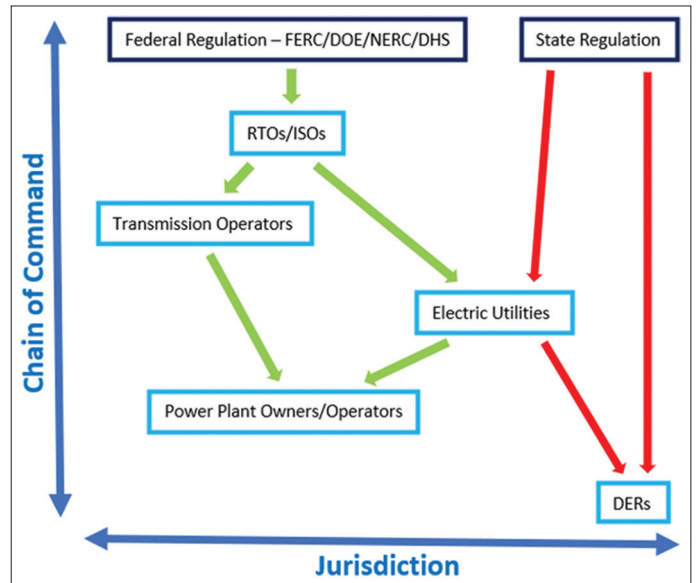 Federal Regulation – FERC/DOE/NERC/DHS
State Regulation
RTOs/ISOs
Transmission Operators
Electric Utilities
Power Plant Owners/Operators
DERs
Chain of Command
Jurisdiction